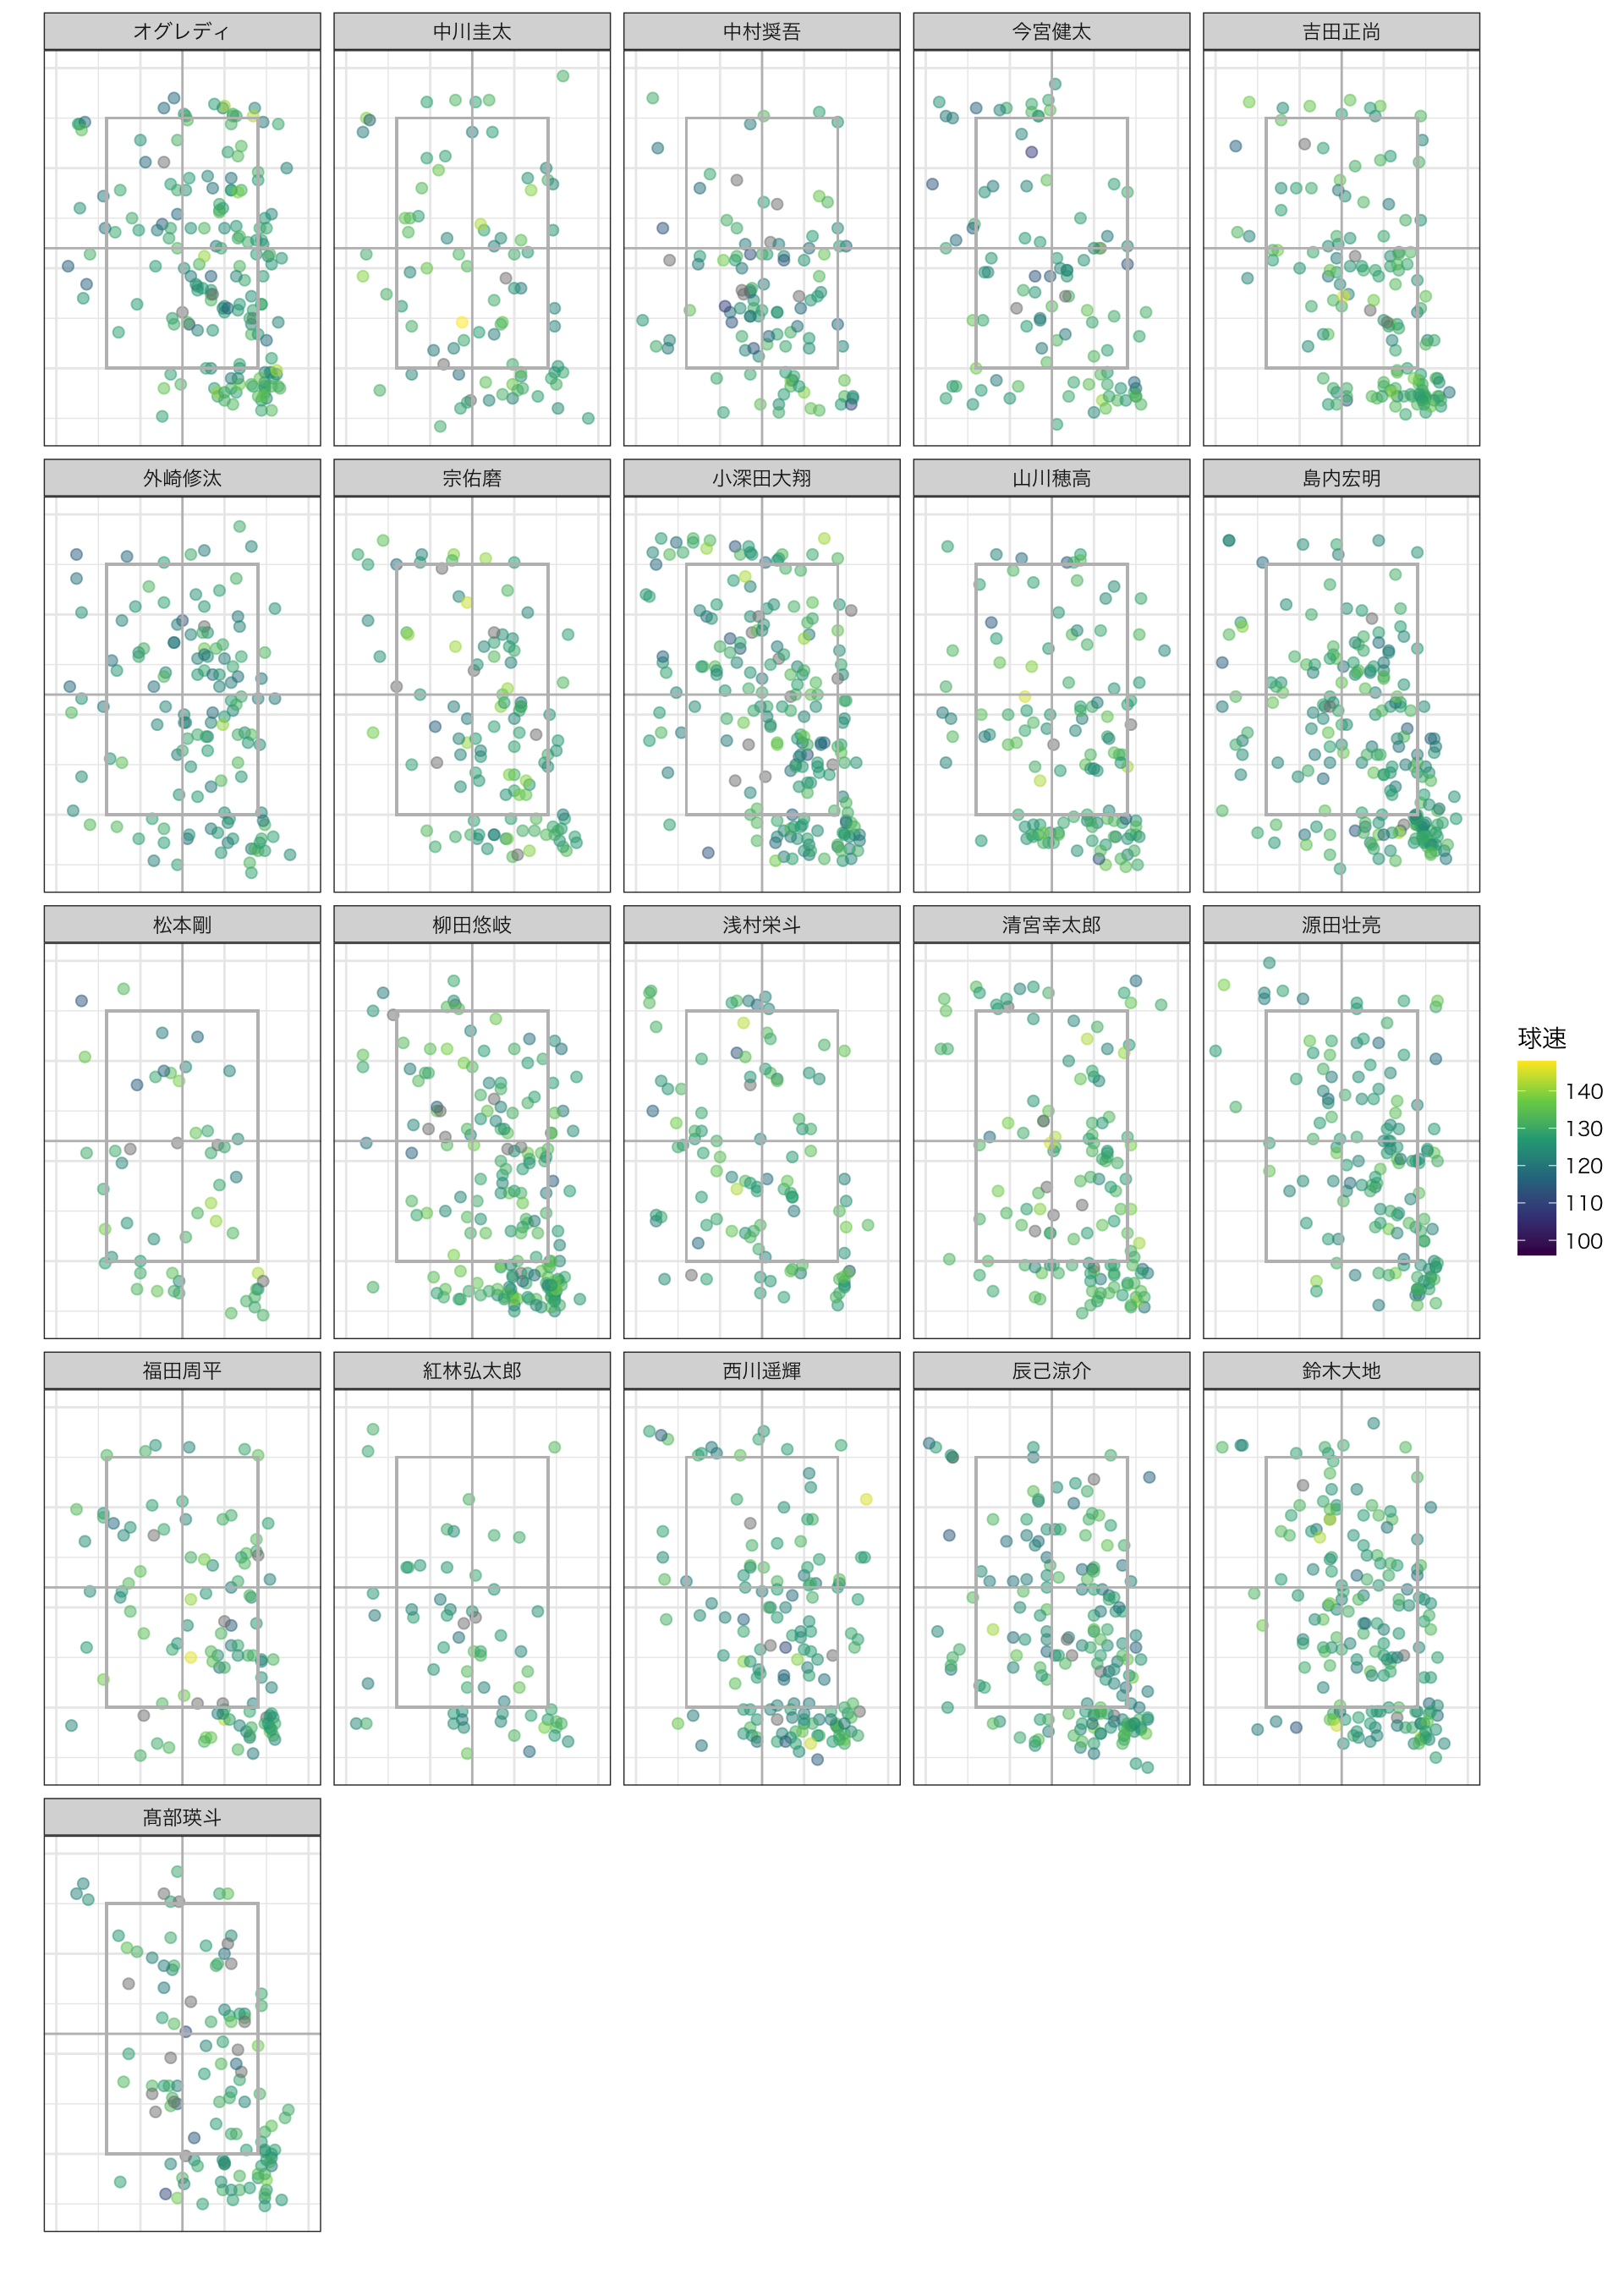 オグレディ
中川圭太
中村奨吾
今宮健太
吉田正尚
外崎修汰
宗佑磨
小深田大翔
山川穂高
島内宏明
松本剛
柳田悠岐
浅村栄斗
清宮幸太郎
源田壮亮
球速
140
130
120
110
100
福田周平
紅林弘太郎
西川遥輝
辰己涼介
鈴木大地
髙部瑛斗